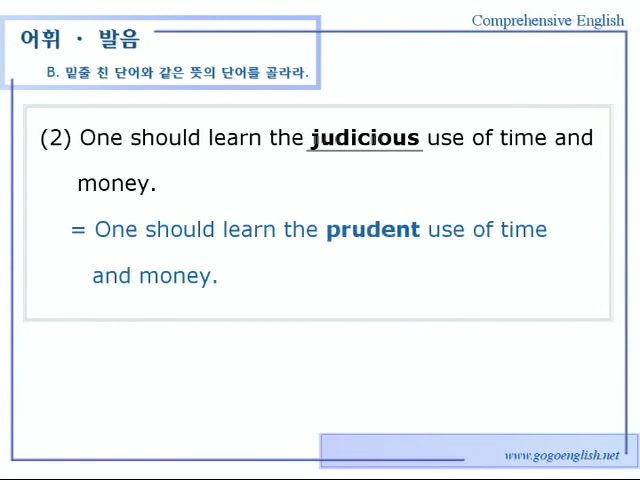 Comprehensive English
어휘 · 발음
B. 밑줄 친 단어와 같은 뜻의 단어를 골라라.
(2) One should learn the judicious use of time and
money.
= One should learn the prudent use of time
and money.
www.gogoenglish.net